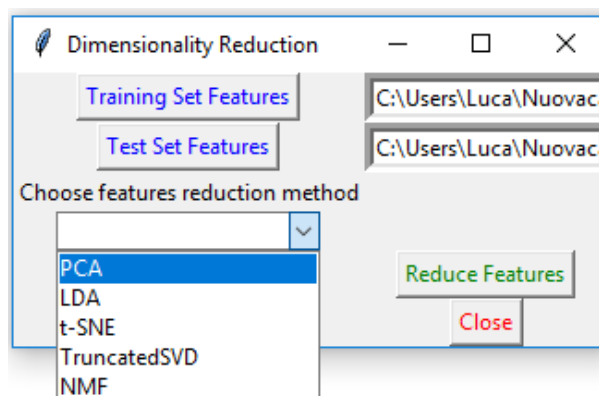 Dimensionality Reduction
Training Set Features
C:\Users\Luca\Nuovac
Test Set Features
C:\Users\Luca\Nuovac
Choose features reduction method
PCA
LDA
t-SNE
TruncatedSVD
NMF
Reduce Features
Close